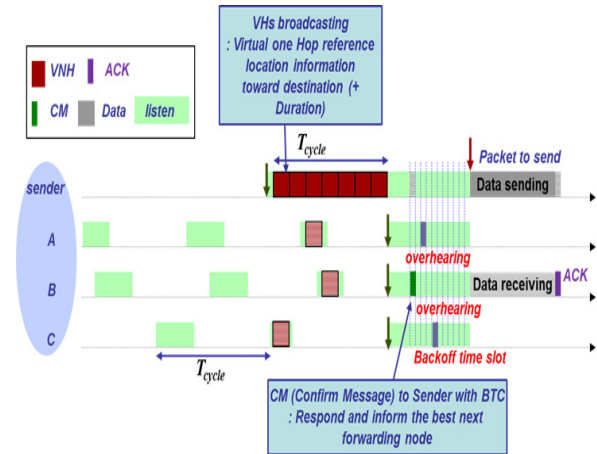 VHs broadcasting
: Virtual one Hop reference
location information
toward destination (+
Duration)
VNH ACK
CM Data listen
Tcycle
Packet to send
sender
Data sending
A
overhearing
B
Data receiving
ACK
overhearing
C
Backoff time slot
Tcycle
CM (Confirm Message) to Sender with BTC
: Respond and inform the best next
forwarding node